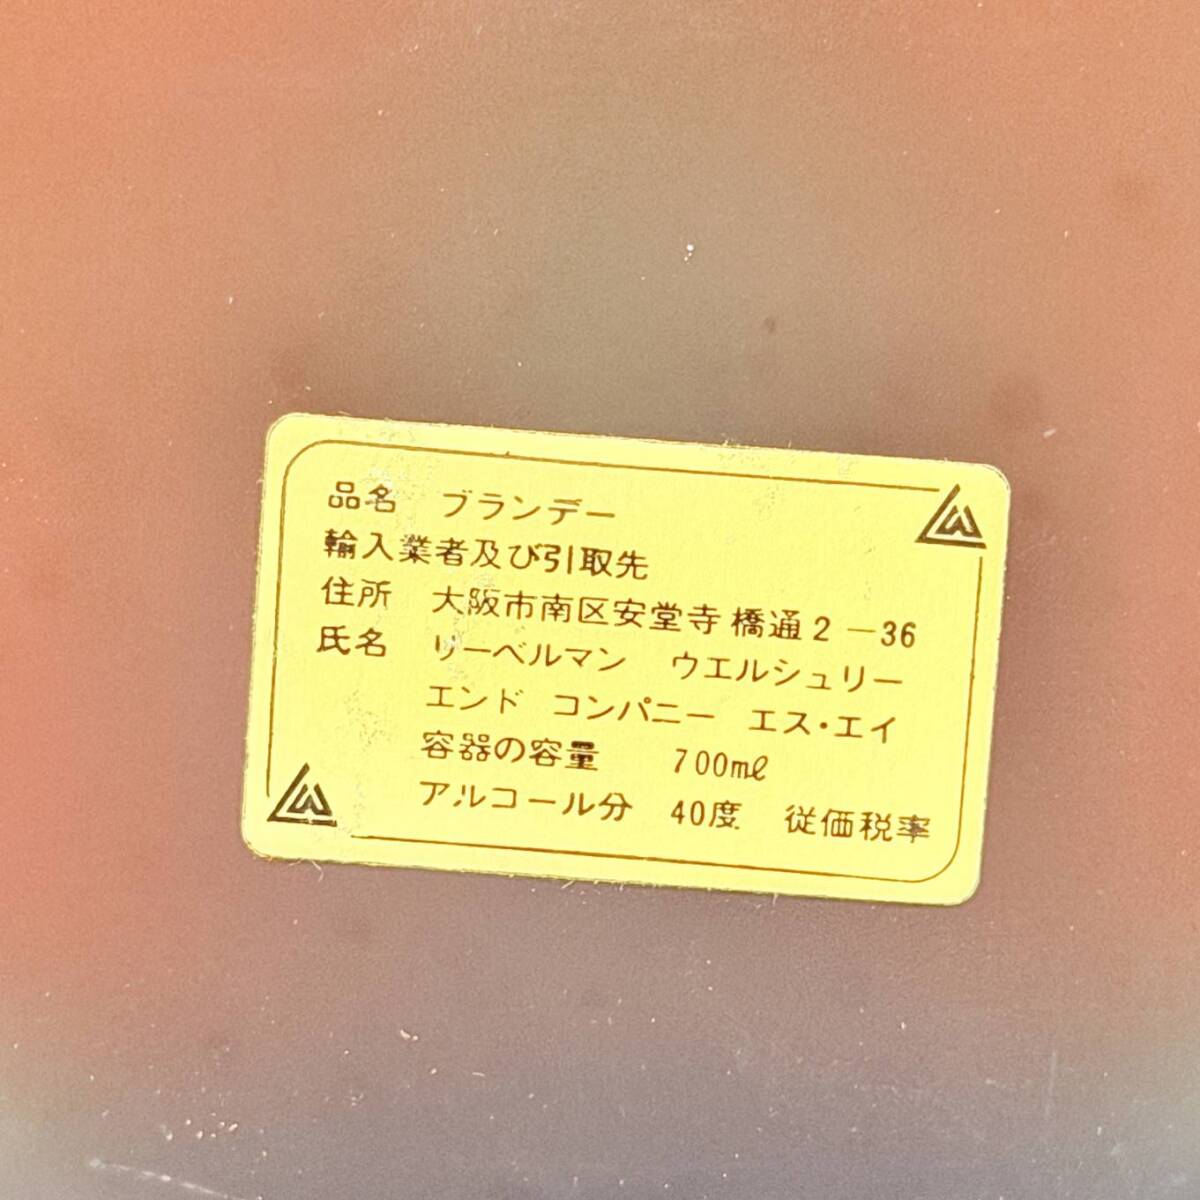 品名 ブランデー
輸入業者及び引取先
住所 大阪市南区安堂寺橋通2-36
氏名 リーベルマン ウエルシュリー
エンド コンパニー エス・エイ
容器の容量 700mℓ
アルコール分 40度 従価税率